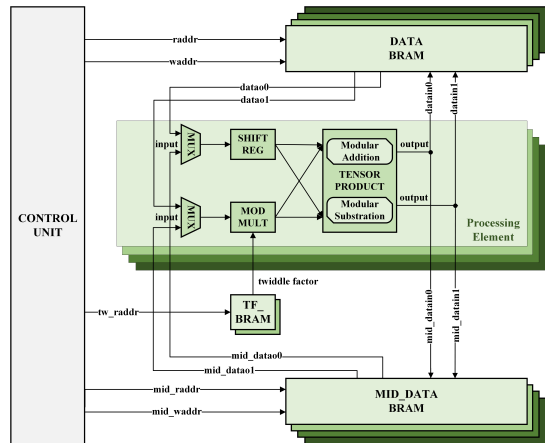 raddr
waddr
DATA
BRAM
datao0
datao1
datain0
datain1
input
MUX
SHIFT
REG
Modular
Addition
output
TENSOR
PRODUCT
input
MUX
MOD
MULT
Modular
Substration
output
CONTROL
UNIT
Processing
Element
twiddle factor
tw_raddr
TF_
BRAM
mid_datain0
mid_datain1
mid_datao0
mid_datao1
mid_raddr
mid_waddr
MID_DATA
BRAM